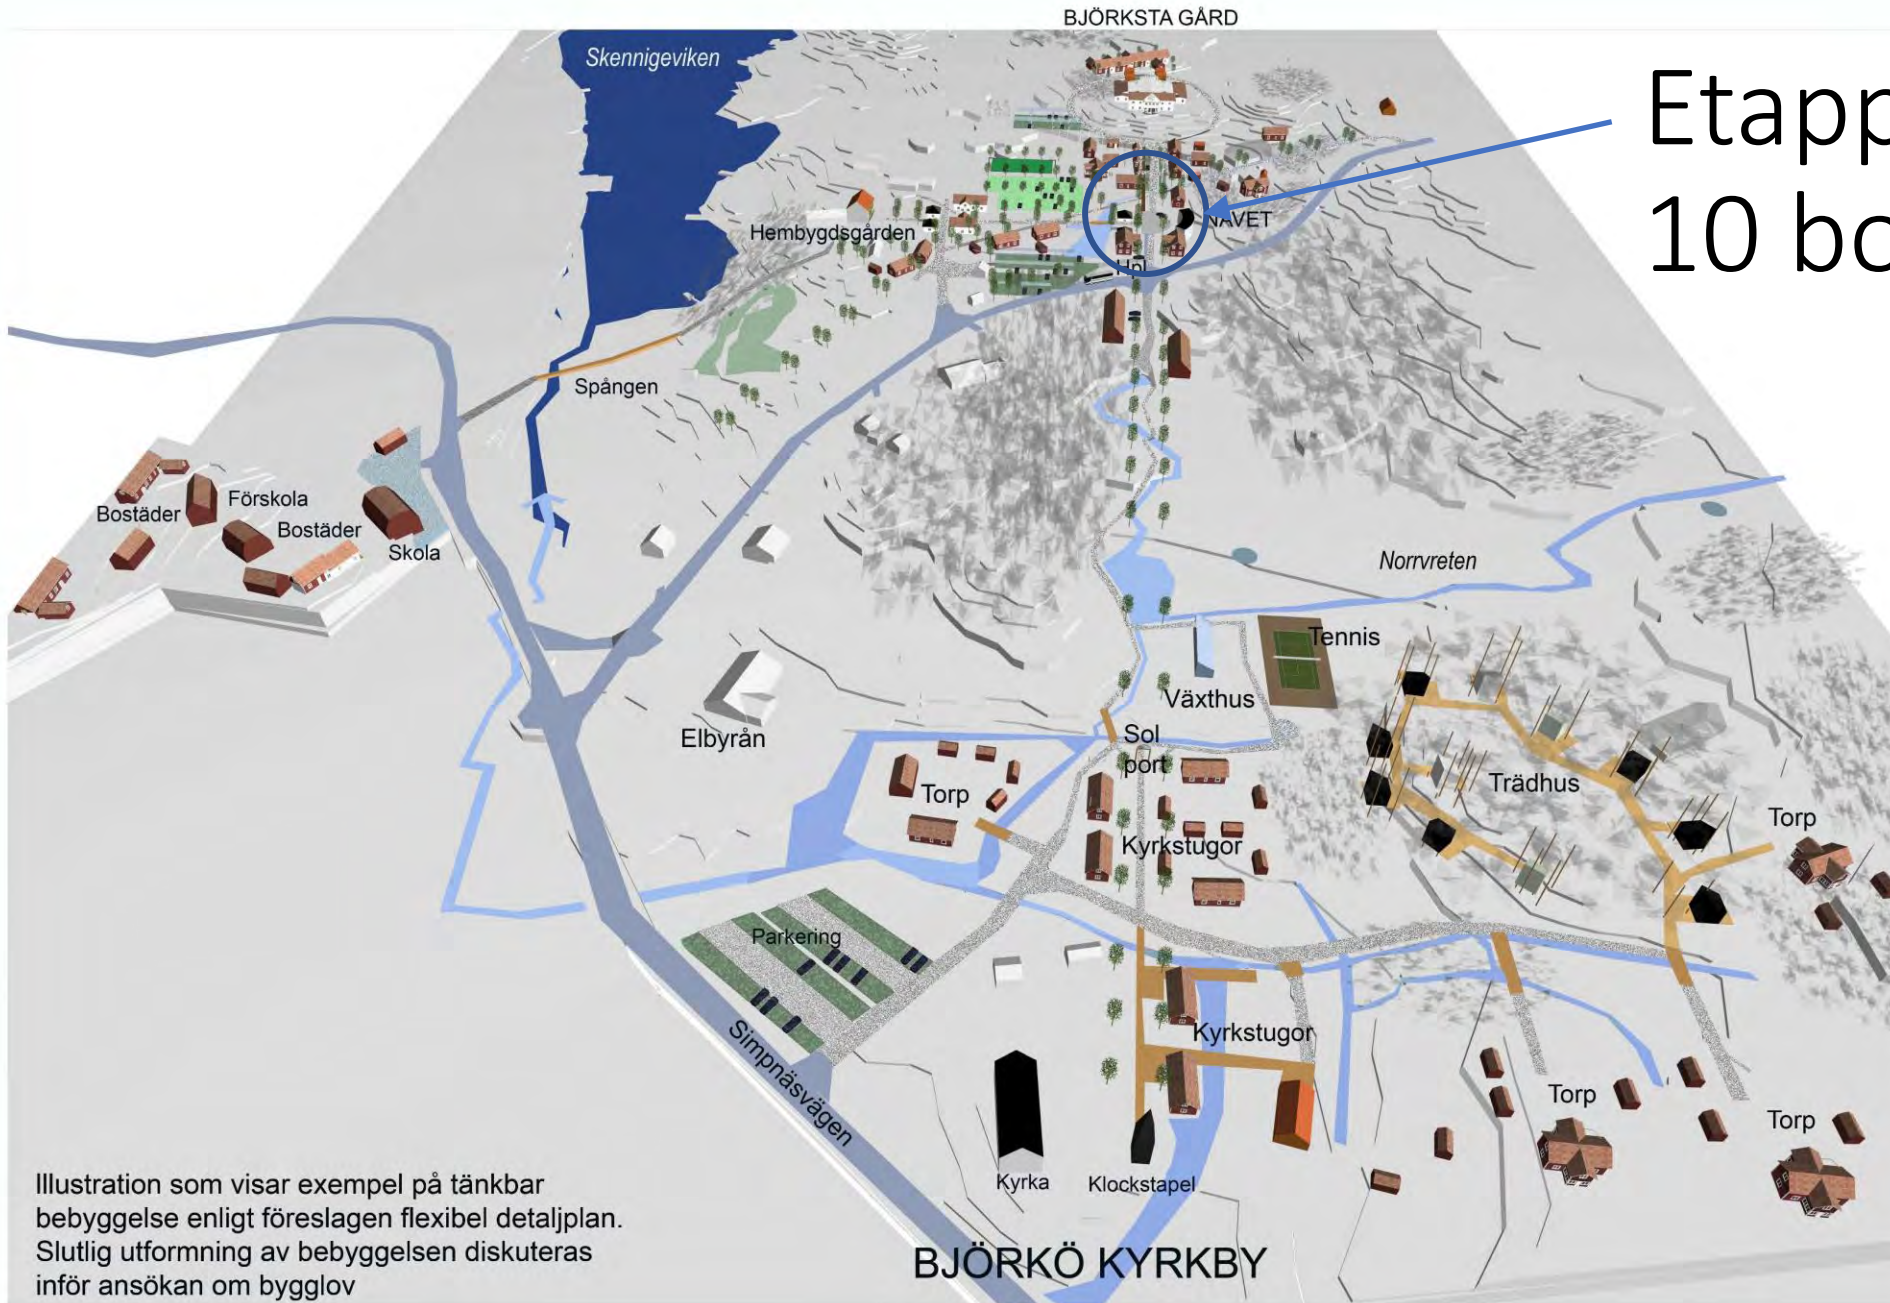 BJÖRKSTA GÅRD
Skennigeviken
Etapp
10 bo
Hembygdsgården
NAVET
Hpl
Spången
Bostäder
Förskola
Bostäder
Skola
Norrvreten
Tennis
Växthus
Elbyrån
Sol
port
Torp
Trädhus
Torp
Kyrkstugor
Parkering
Kyrkstugor
Simpnäsvägen
Torp
Torp
Kyrka
Klockstapel
Illustration som visar exempel på tänkbar
bebyggelse enligt föreslagen flexibel detaljplan.
Slutlig utformning av bebyggelsen diskuteras
inför ansökan om bygglov
BJÖRKÖ KYRKBY